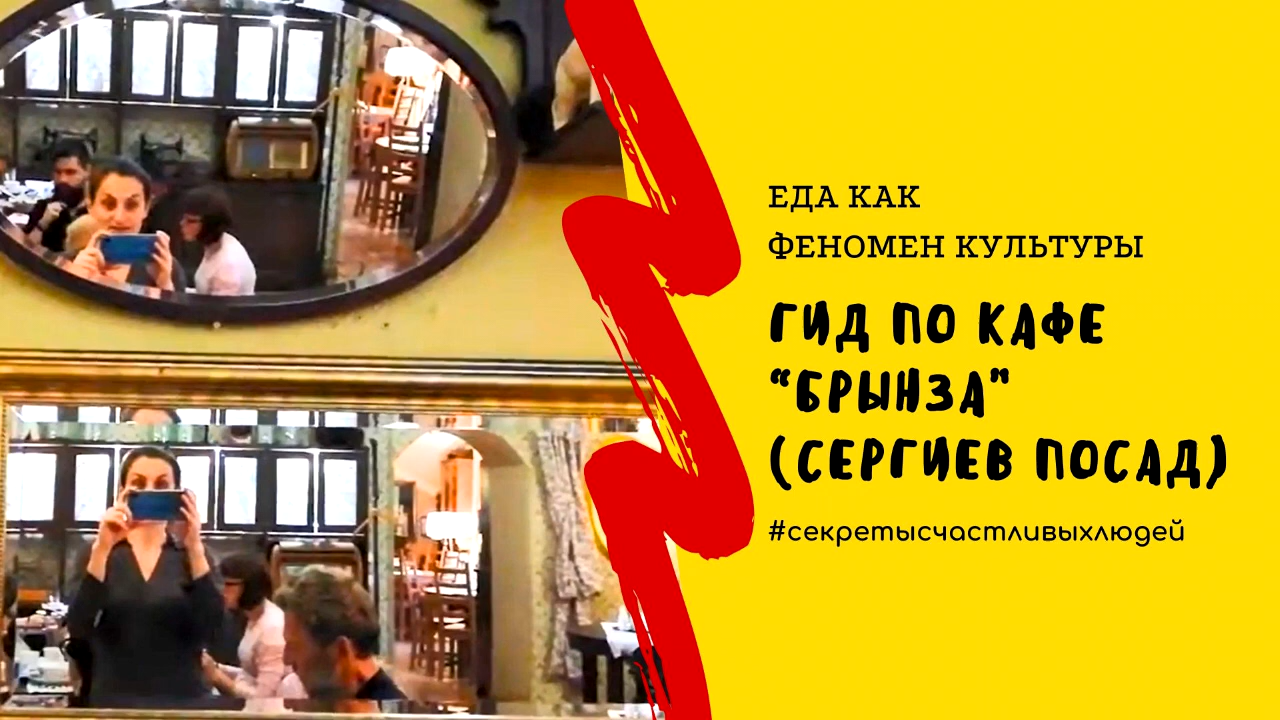 ЕДА КАК
ФЕНОМЕН КУЛЬТУРЫ
ГИД ПО КАФЕ
“БРЫНЗА”
(СЕРГИЕВ ПОСАД)
#секретысчастливыхлюдей